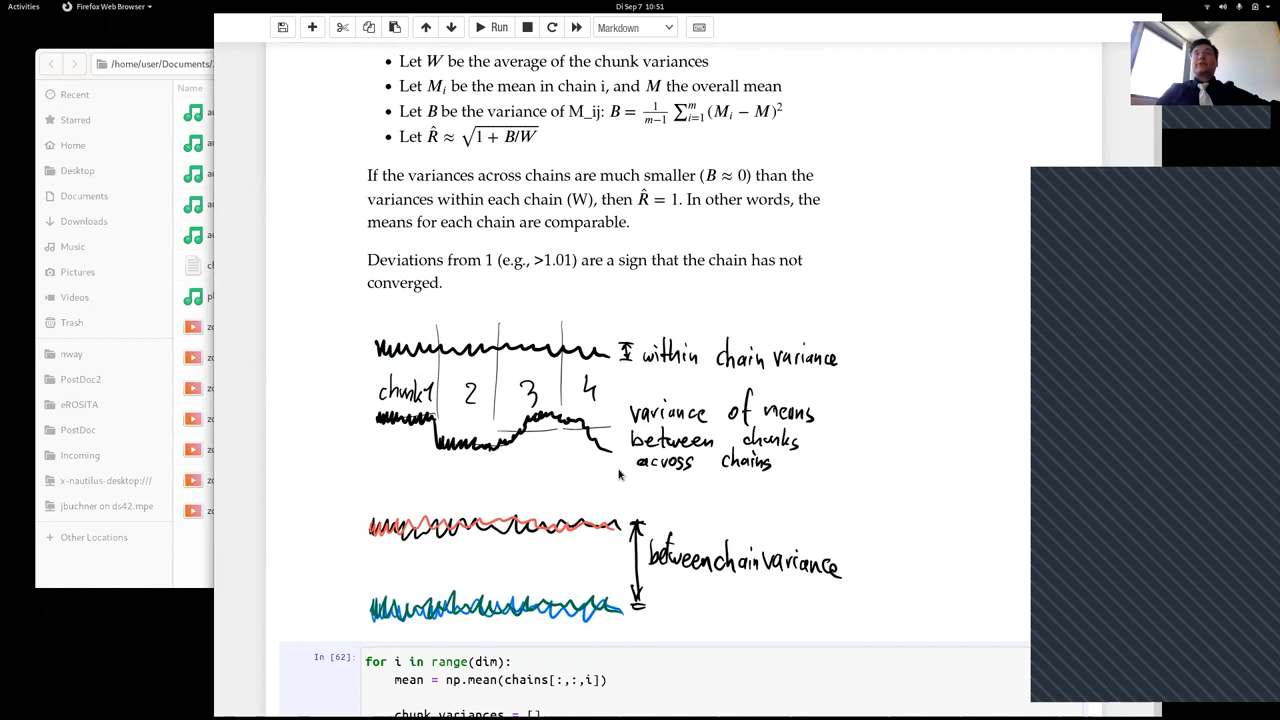 Activities
Firefox Web Browser
Di Sep 7 10:51
Run
Markdown
/home/user/Documents/
Name
Recent
Starred
Home
Desktop
Documents
Downloads
Music
Pictures
Videos
Trash
nway
PostDoc2
eROSITA
PostDoc
Incoming
x-nautilus-desktop:///
jbuchner on ds42.mpe
Other Locations
• Let W be the average of the chunk variances
• Let M_i be the mean in chain i, and M the overall mean
• Let B be the variance of M_ij: B = 1/(m−1) ∑_{i=1}^{m} (M_i − M)^2
• Let R̂ ≈ √(1 + B/W)
If the variances across chains are much smaller (B ≈ 0) than the
variances within each chain (W), then R̂ = 1. In other words, the
means for each chain are comparable.
Deviations from 1 (e.g., >1.01) are a sign that the chain has not
converged.
within chain variance
chunk1 2 3 4
variance of means
between chunks
across chains
between chain variance
In [62]:
for i in range(dim):
mean = np.mean(chains[:,:,i])
chunk_variances = []